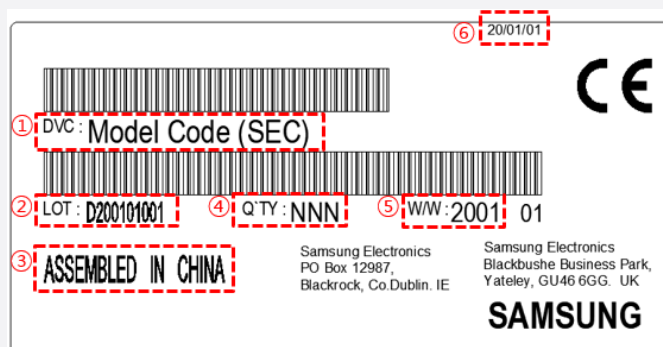 ⑥ 20/01/01
CE
① DVC : Model Code (SEC)
② LOT : D200101001 ④ Q`TY : NNN ⑤ W/W : 2001 01
③ ASSEMBLED IN CHINA
Samsung Electronics
PO Box 12987,
Blackrock, Co.Dublin. IE
Samsung Electronics
Blackbushe Business Park,
Yateley, GU46 6GG. UK
SAMSUNG